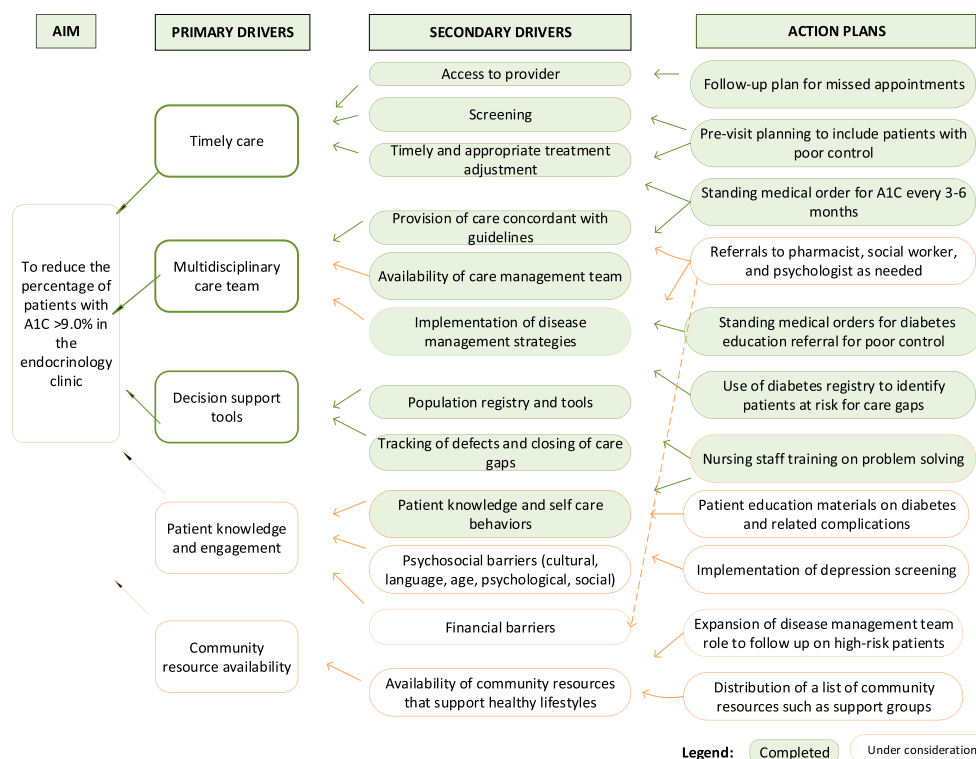 AIM
PRIMARY DRIVERS
SECONDARY DRIVERS
ACTION PLANS
To reduce the
percentage of
patients with
A1C >9.0% in
the
endocrinology
clinic
Timely care
Multidisciplinary
care team
Decision support
tools
Patient knowledge
and engagement
Community
resource availability
Access to provider
Screening
Timely and appropriate treatment
adjustment
Provision of care concordant with
guidelines
Availability of care management team
Implementation of disease
management strategies
Population registry and tools
Tracking of defects and closing of care
gaps
Patient knowledge and self care
behaviors
Psychosocial barriers (cultural,
language, age, psychological, social)
Financial barriers
Availability of community resources
that support healthy lifestyles
Follow-up plan for missed appointments
Pre-visit planning to include patients with
poor control
Standing medical order for A1C every 3-6
months
Referrals to pharmacist, social worker,
and psychologist as needed
Standing medical orders for diabetes
education referral for poor control
Use of diabetes registry to identify
patients at risk for care gaps
Nursing staff training on problem solving
Patient education materials on diabetes
and related complications
Implementation of depression screening
Expansion of disease management team
role to follow up on high-risk patients
Distribution of a list of community
resources such as support groups
Legend:
Completed
Under consideration